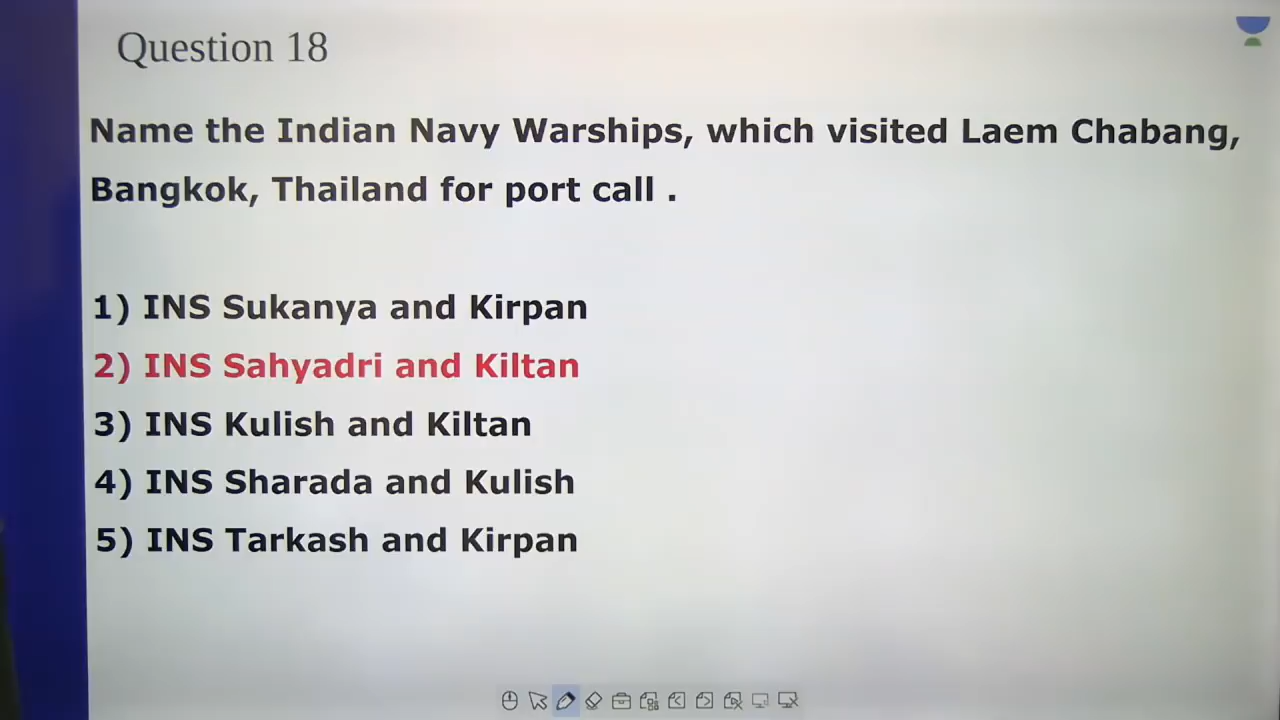 Question 18
Name the Indian Navy Warships, which visited Laem Chabang,
Bangkok, Thailand for port call .
1) INS Sukanya and Kirpan
2) INS Sahyadri and Kiltan
3) INS Kulish and Kiltan
4) INS Sharada and Kulish
5) INS Tarkash and Kirpan